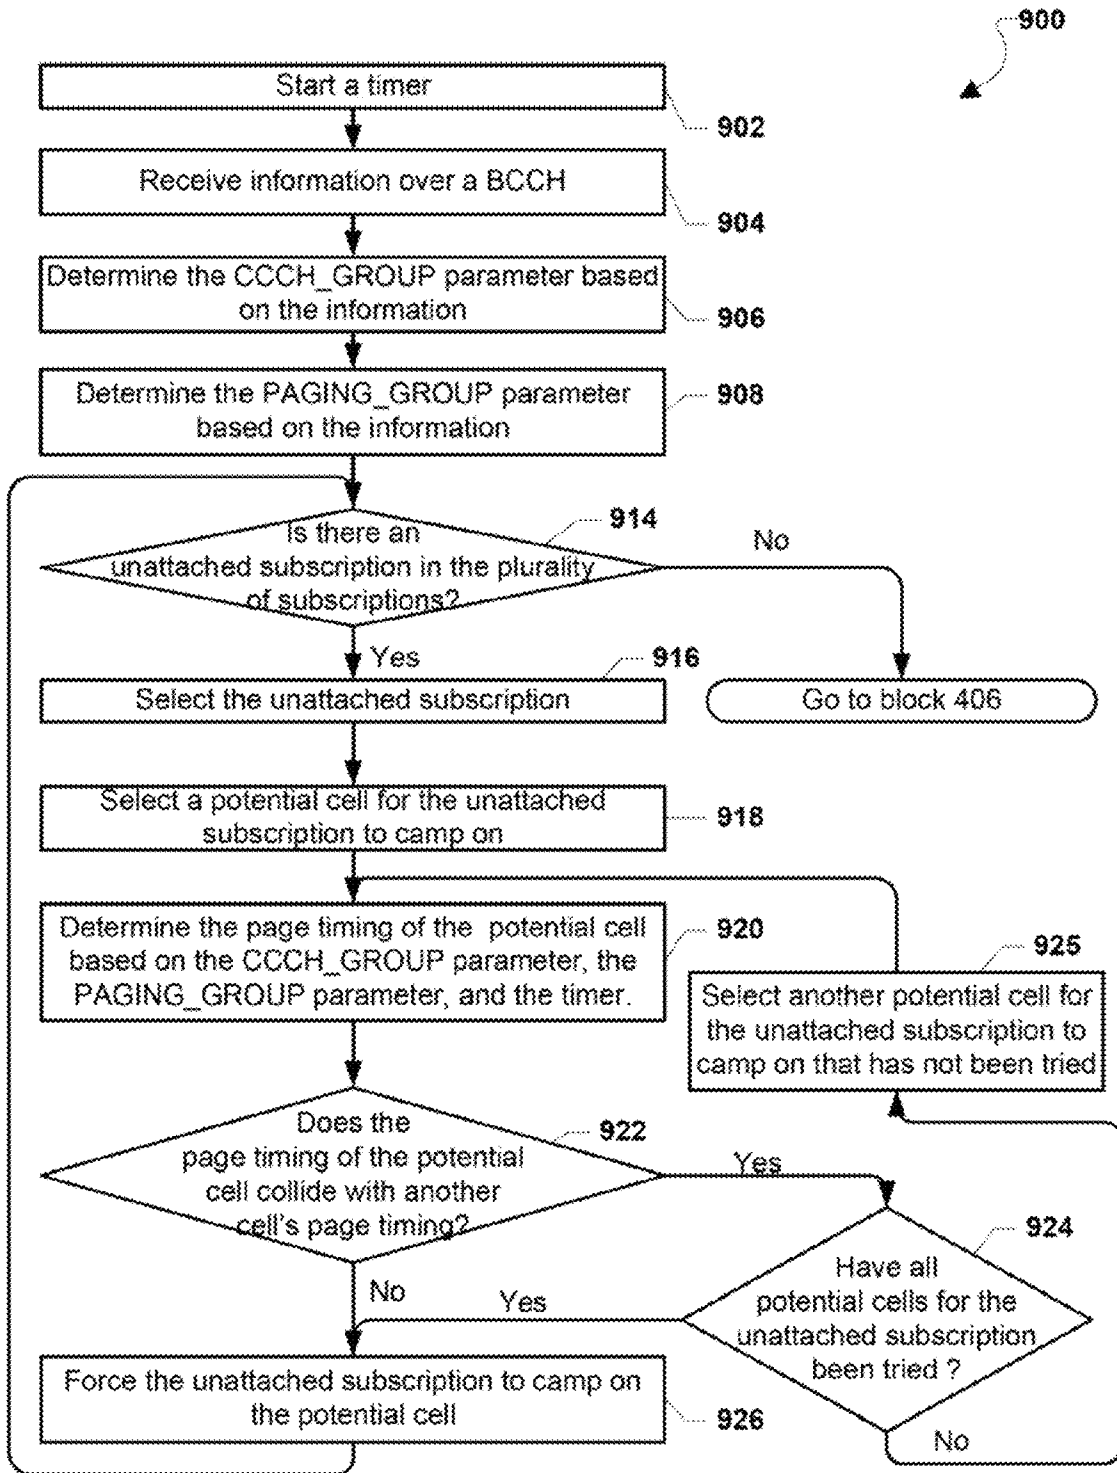 900
Start a timer
902
Receive information over a BCCH
904
Determine the CCCH_GROUP parameter based
on the information
906
Determine the PAGING_GROUP parameter
based on the information
908
Is there an
unattached subscription in the plurality
of subscriptions?
914
No
Yes
Select the unattached subscription
916
Go to block 406
Select a potential cell for the unattached
subscription to camp on
918
Determine the page timing of the potential cell
based on the CCCH_GROUP parameter, the
PAGING_GROUP parameter, and the timer.
920
925
Select another potential cell for
the unattached subscription to
camp on that has not been tried
Does the
page timing of the potential
cell collide with another
cell's page timing?
922
Yes
924
Have all
potential cells for the
unattached subscription
been tried ?
No
Yes
Force the unattached subscription to camp on
the potential cell
926
No